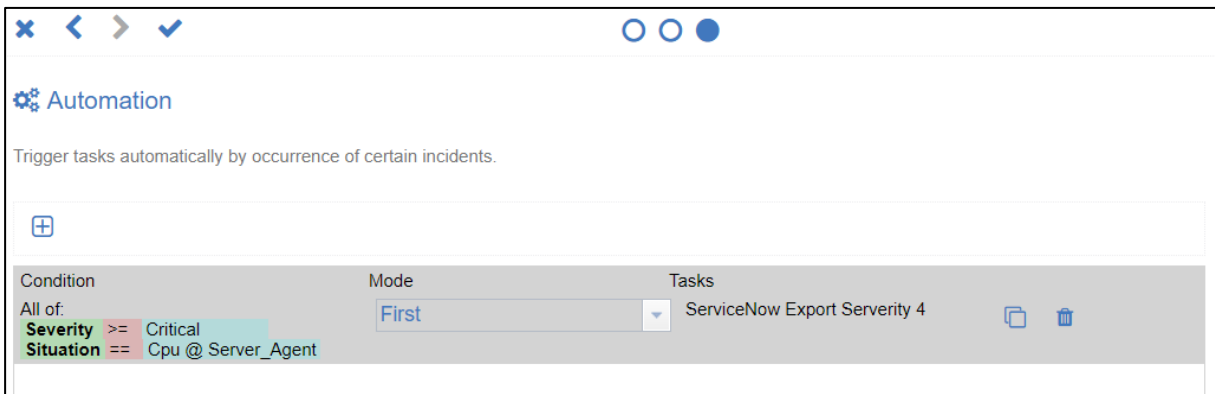 Automation
Trigger tasks automatically by occurrence of certain incidents.
Condition Mode Tasks
All of: First ServiceNow Export Serverity 4
Severity >= Critical
Situation == Cpu @ Server_Agent